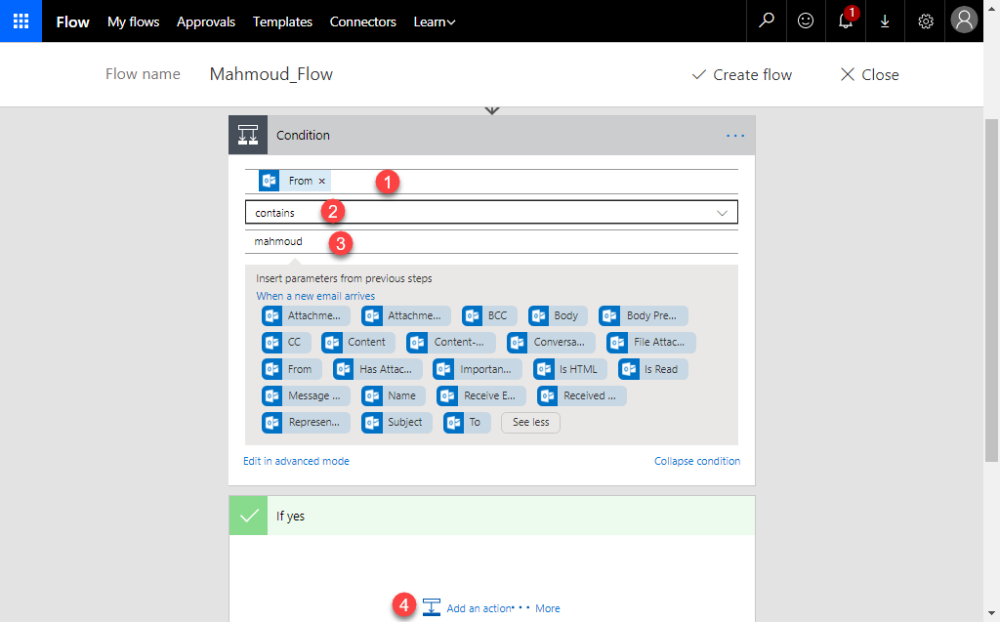 Flow My flows Approvals Templates Connectors Learn 1
Flow name Mahmoud_Flow Create flow Close
Condition ...
From × 1
contains 2
mahmoud 3
Insert parameters from previous steps
When a new email arrives
Attachme... Attachme... BCC Body Body Pre...
CC Content Content-... Conversa... File Attac...
From Has Attac... Importan... Is HTML Is Read
Message ... Name Receive E... Received ...
Represen... Subject To See less
Edit in advanced mode Collapse condition
If yes
4 Add an action ... More